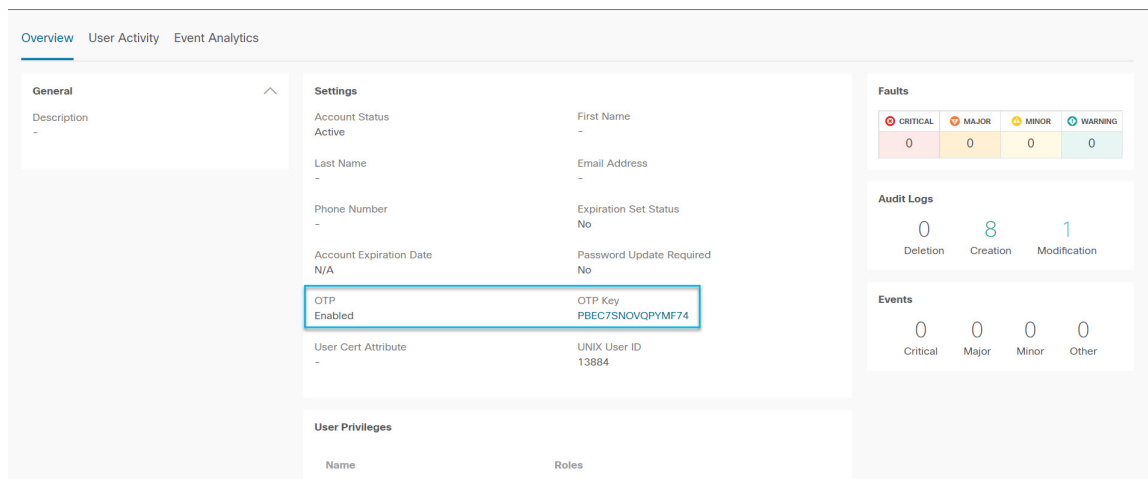 Overview User Activity Event Analytics
General
Description
-
Settings
Account Status First Name
Active -
Last Name Email Address
- -
Phone Number Expiration Set Status
- No
Account Expiration Date Password Update Required
N/A No
OTP OTP Key
Enabled PBEC7SNOVQPYMF74
User Cert Attribute UNIX User ID
- 13884
User Privileges
Name Roles
Faults
CRITICAL MAJOR MINOR WARNING
0 0 0 0
Audit Logs
0 8 1
Deletion Creation Modification
Events
0 0 0 0
Critical Major Minor Other